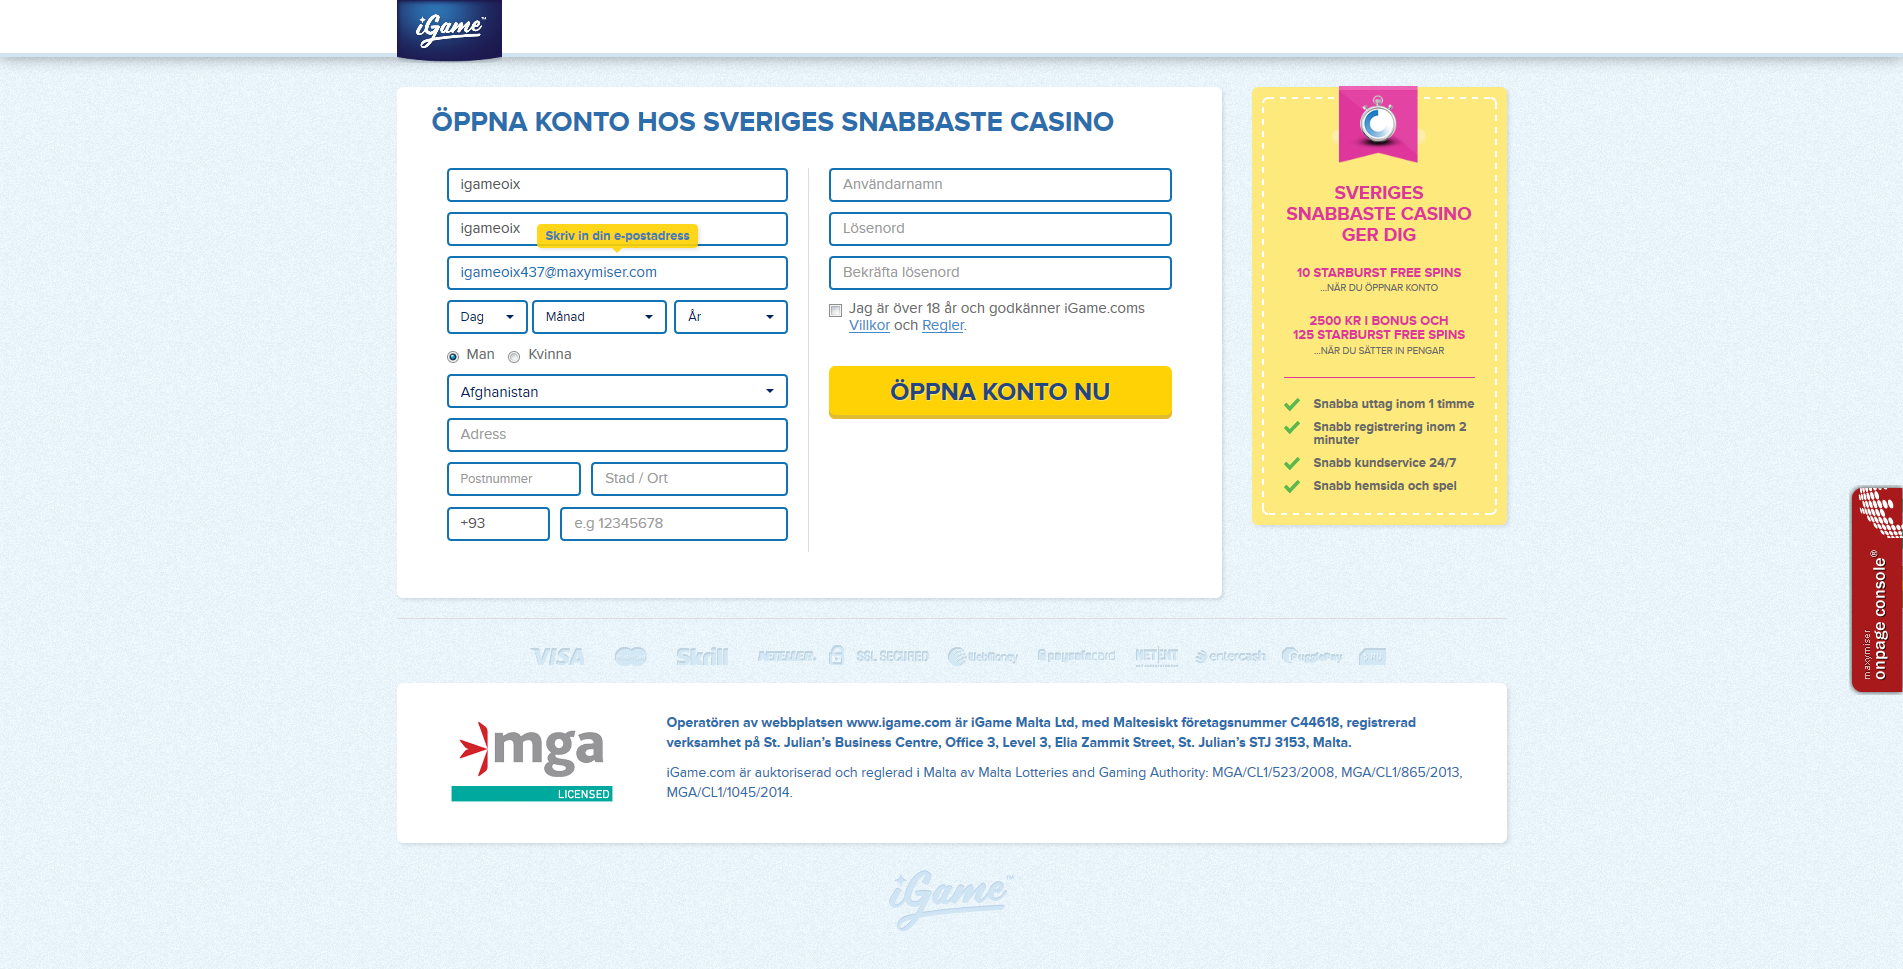 iGame™
ÖPPNA KONTO HOS SVERIGES SNABBASTE CASINO
igameoix
igameoix
Skriv in din e-postadress
igameoix437@maxymiser.com
Dag
Månad
År
Man
Kvinna
Afghanistan
Adress
Postnummer
Stad / Ort
+93
e.g 12345678
Användarnamn
Lösenord
Bekräfta lösenord
Jag är över 18 år och godkänner iGame.coms
Villkor och Regler.
ÖPPNA KONTO NU
SVERIGES
SNABBASTE CASINO
GER DIG
10 STARBURST FREE SPINS
...NÄR DU ÖPPNAR KONTO
2500 KR I BONUS OCH
125 STARBURST FREE SPINS
...NÄR DU SÄTTER IN PENGAR
Snabba uttag inom 1 timme
Snabb registrering inom 2
minuter
Snabb kundservice 24/7
Snabb hemsida och spel
maxymiser
onpage console®
VISA
Skrill
NETELLER
SSL SECURED
WebMoney
paysafecard
NET ENT
entercash
mga
LICENSED
Operatören av webbplatsen www.igame.com är iGame Malta Ltd, med Maltesiskt företagsnummer C44618, registrerad
verksamhet på St. Julian's Business Centre, Office 3, Level 3, Elia Zammit Street, St. Julian's STJ 3153, Malta.
iGame.com är auktoriserad och reglerad i Malta av Malta Lotteries and Gaming Authority: MGA/CL1/523/2008, MGA/CL1/865/2013,
MGA/CL1/1045/2014.
iGame™